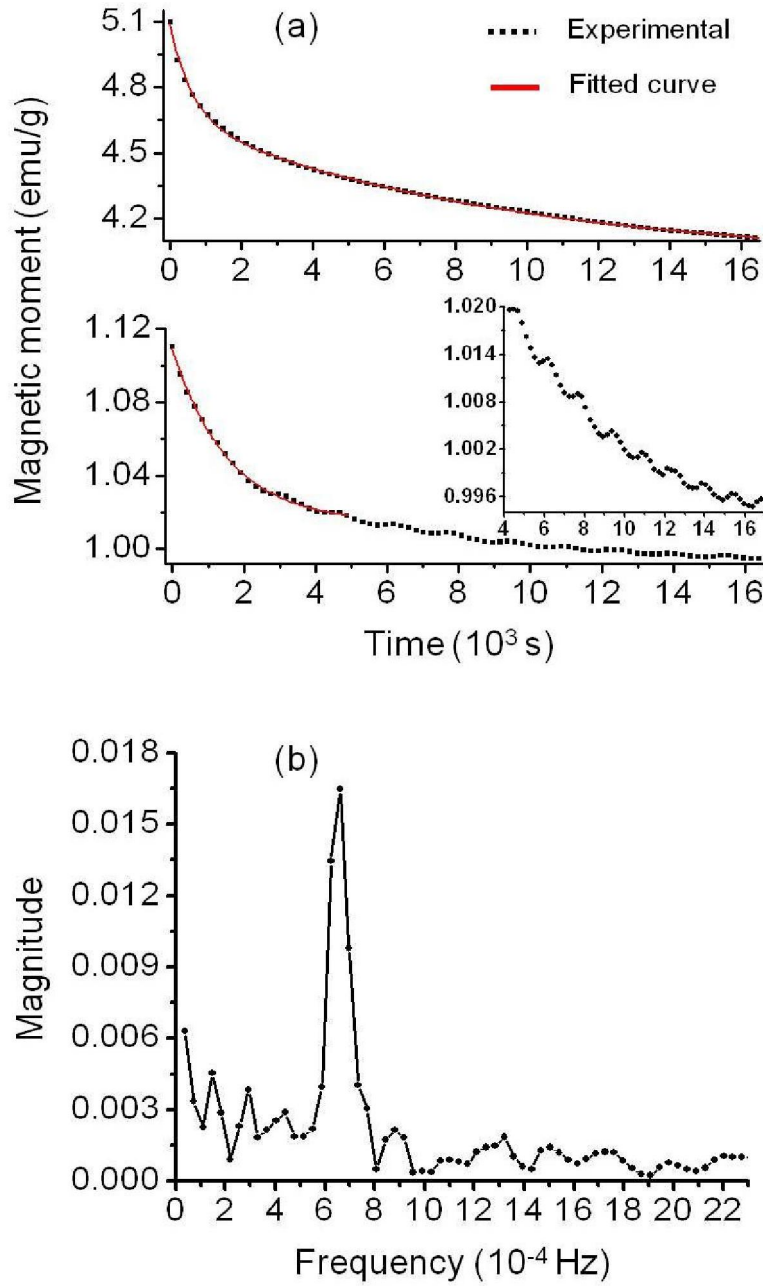 (a)
Experimental
Fitted curve
Magnetic moment (emu/g)
5.1
4.8
4.5
4.2
0 2 4 6 8 10 12 14 16
1.12
1.08
1.04
1.00
0 2 4 6 8 10 12 14 16
1.020
1.014
1.008
1.002
0.996
4 6 8 10 12 14 16
Time (10³ s)
(b)
Magnitude
0.018
0.015
0.012
0.009
0.006
0.003
0.000
0 2 4 6 8 10 12 14 16 18 20 22
Frequency (10⁻⁴ Hz)